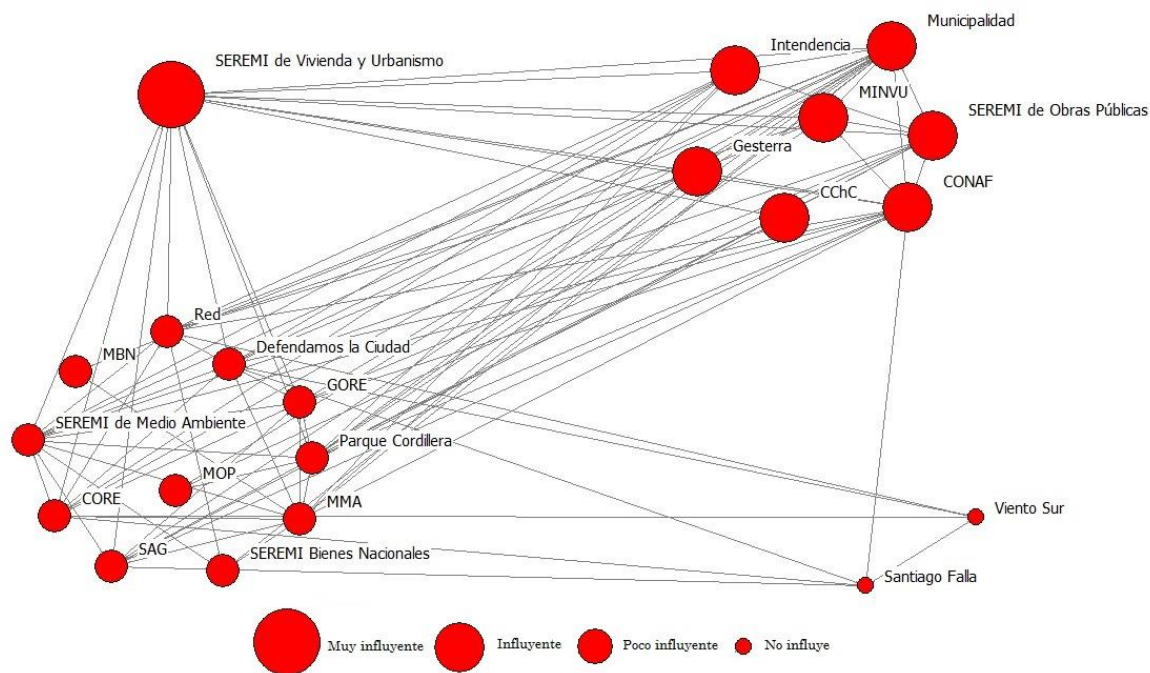 Municipalidad
Intendencia
SEREMI de Vivienda y Urbanismo
MINVU
SEREMI de Obras Públicas
Gesterra
CONAF
CChC
Red
Defendamos la Ciudad
MBN
GORE
SEREMI de Medio Ambiente
Parque Cordillera
MOP
CORE
MMA
Viento Sur
SAG
SEREMI Bienes Nacionales
Santiago Falla
Muy influyente
Influyente
Poco influyente
No influye